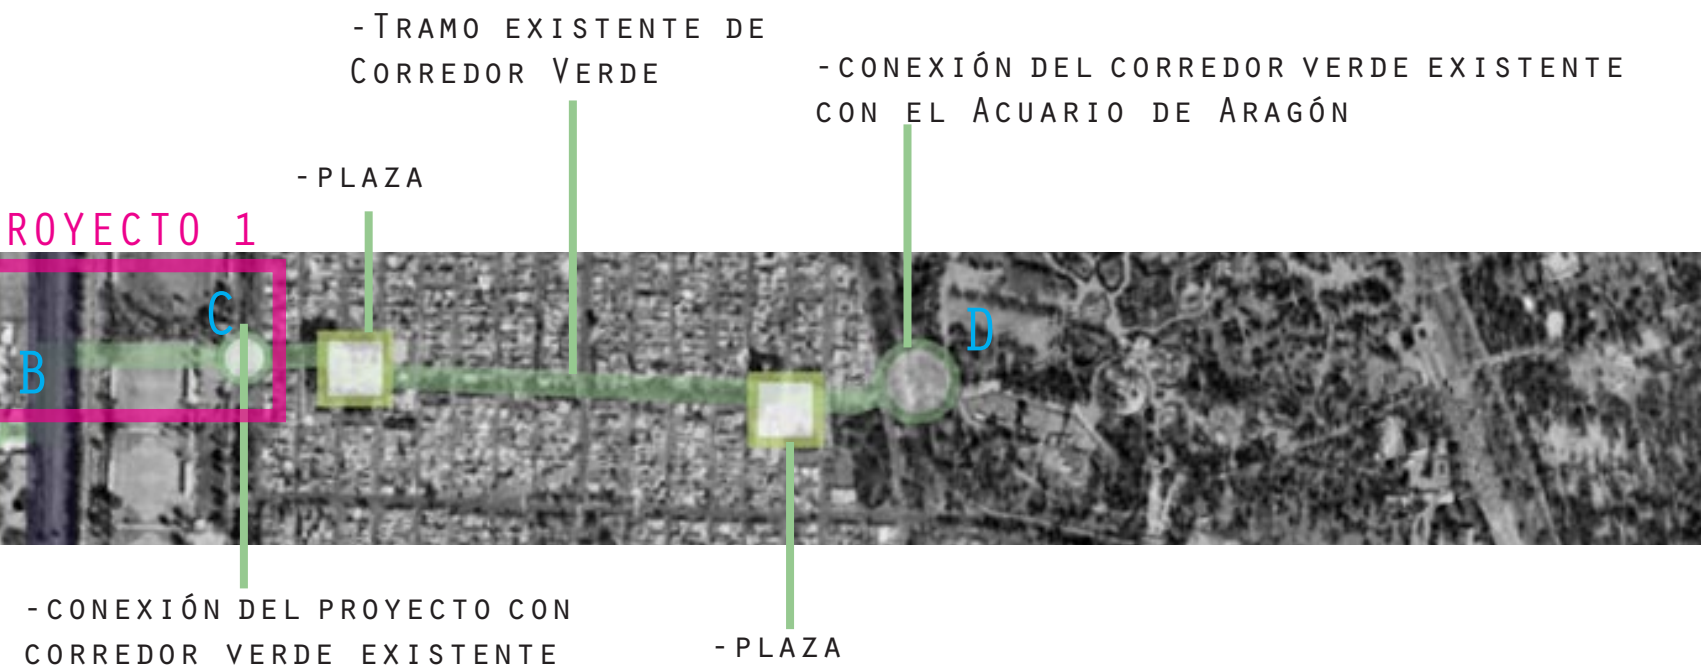 -Tramo existente de
Corredor Verde
-conexión del corredor verde existente
con el Acuario de Aragón
-plaza
ROYECTO 1
C
B
D
-conexión del proyecto con
corredor verde existente
-plaza